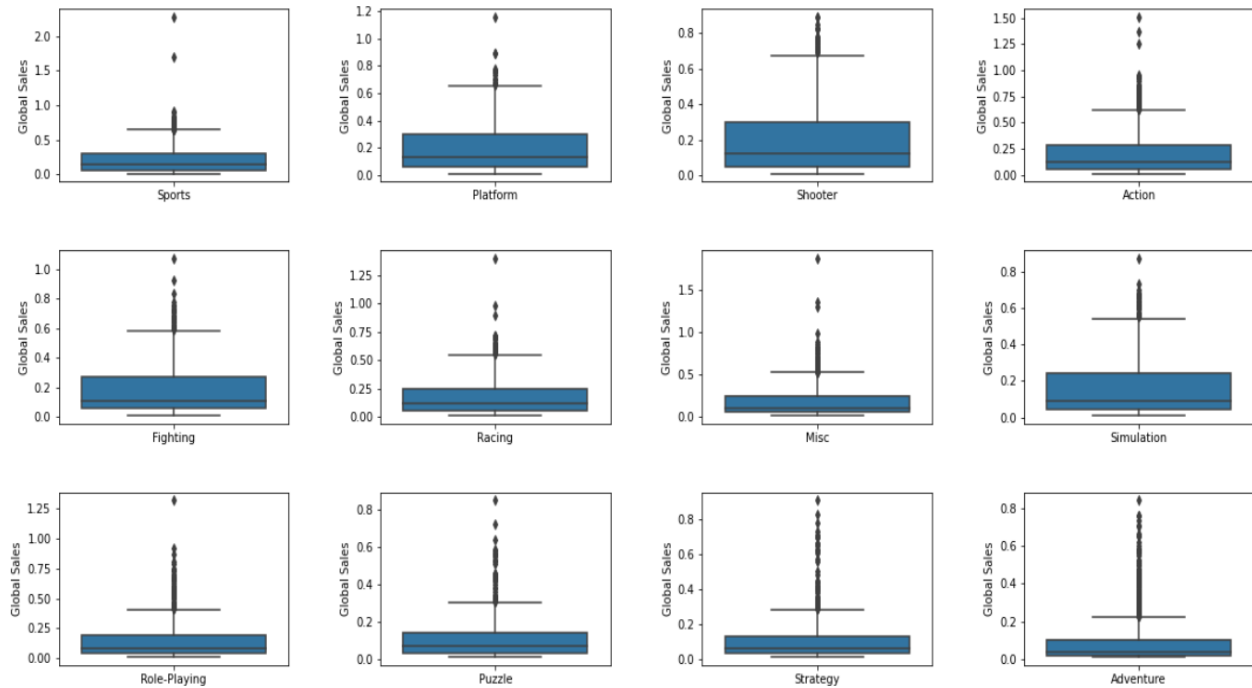 Global Sales
2.0
1.5
1.0
0.5
0.0
Sports
Global Sales
1.2
1.0
0.8
0.6
0.4
0.2
0.0
Platform
Global Sales
0.8
0.6
0.4
0.2
0.0
Shooter
Global Sales
1.50
1.25
1.00
0.75
0.50
0.25
0.00
Action
Global Sales
1.0
0.8
0.6
0.4
0.2
0.0
Fighting
Global Sales
1.25
1.00
0.75
0.50
0.25
0.00
Racing
Global Sales
1.5
1.0
0.5
0.0
Misc
Global Sales
0.8
0.6
0.4
0.2
0.0
Simulation
Global Sales
1.25
1.00
0.75
0.50
0.25
0.00
Role-Playing
Global Sales
0.8
0.6
0.4
0.2
0.0
Puzzle
Global Sales
0.8
0.6
0.4
0.2
0.0
Strategy
Global Sales
0.8
0.6
0.4
0.2
0.0
Adventure